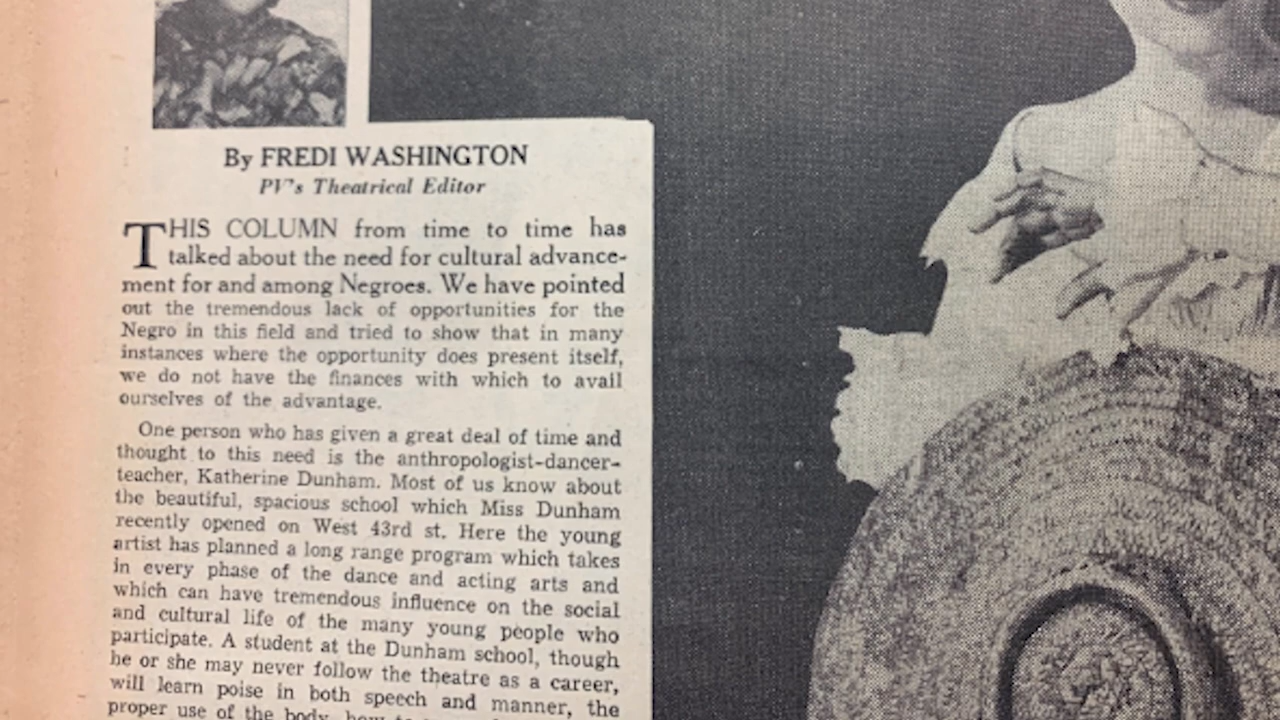 By FREDI WASHINGTON
PV's Theatrical Editor
THIS COLUMN from time to time has
talked about the need for cultural advance-
ment for and among Negroes. We have pointed
out the tremendous lack of opportunities for the
Negro in this field and tried to show that in many
instances where the opportunity does present itself,
we do not have the finances with which to avail
ourselves of the advantage.
One person who has given a great deal of time and
thought to this need is the anthropologist-dancer-
teacher, Katherine Dunham. Most of us know about
the beautiful, spacious school which Miss Dunham
recently opened on West 43rd st. Here the young
artist has planned a long range program which takes
in every phase of the dance and acting arts and
which can have tremendous influence on the social
and cultural life of the many young people who
participate. A student at the Dunham school, though
he or she may never follow the theatre as a career,
will learn poise in both speech and manner, the
proper use of the body, how to